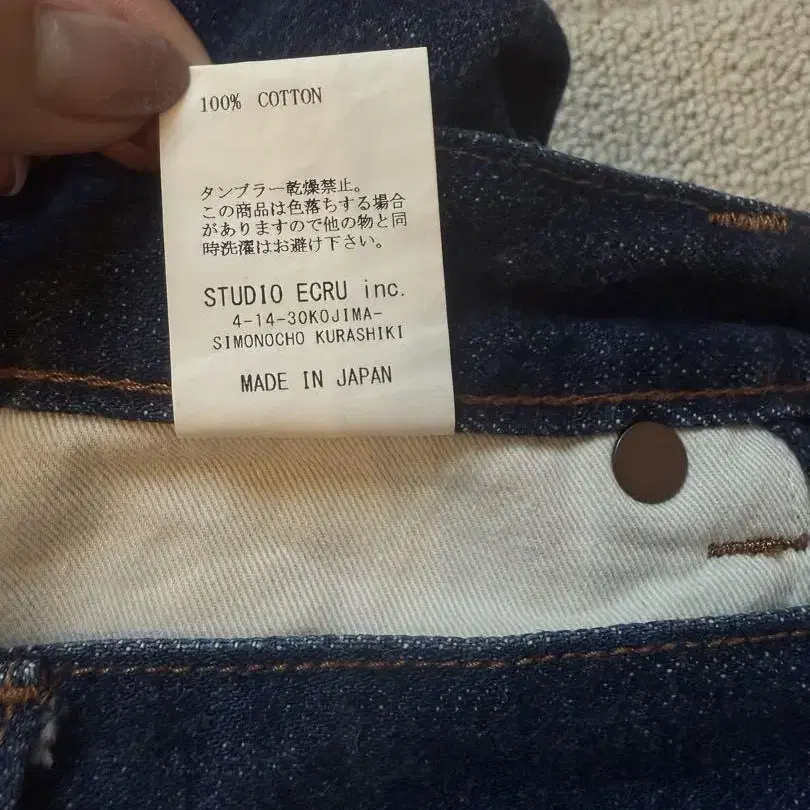 100% COTTON
タンブラー乾燥禁止。
この商品は色落ちする場合
がありますので他の物と同
時洗濯はお避け下さい。
STUDIO ECRU inc.
4-14-30KOJIMA-
SIMONOCHO KURASHIKI
MADE IN JAPAN